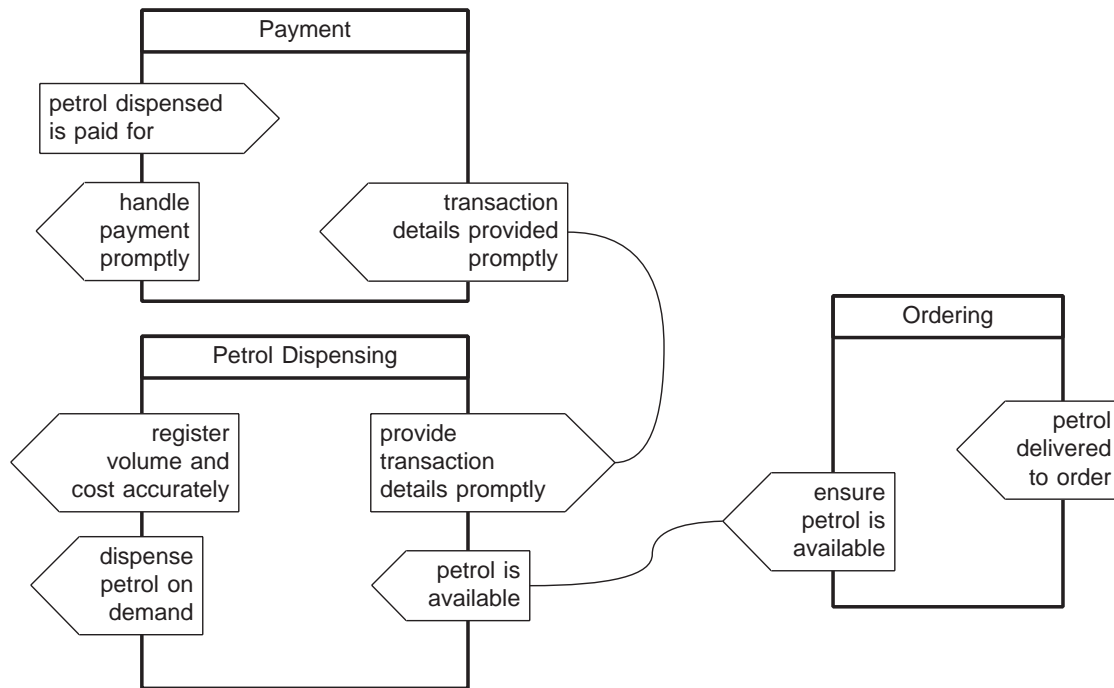 Payment
petrol dispensed
is paid for
handle
payment
promptly
transaction
details provided
promptly
Petrol Dispensing
register
volume and
cost accurately
provide
transaction
details promptly
dispense
petrol on
demand
petrol is
available
Ordering
petrol
delivered
to order
ensure
petrol is
available